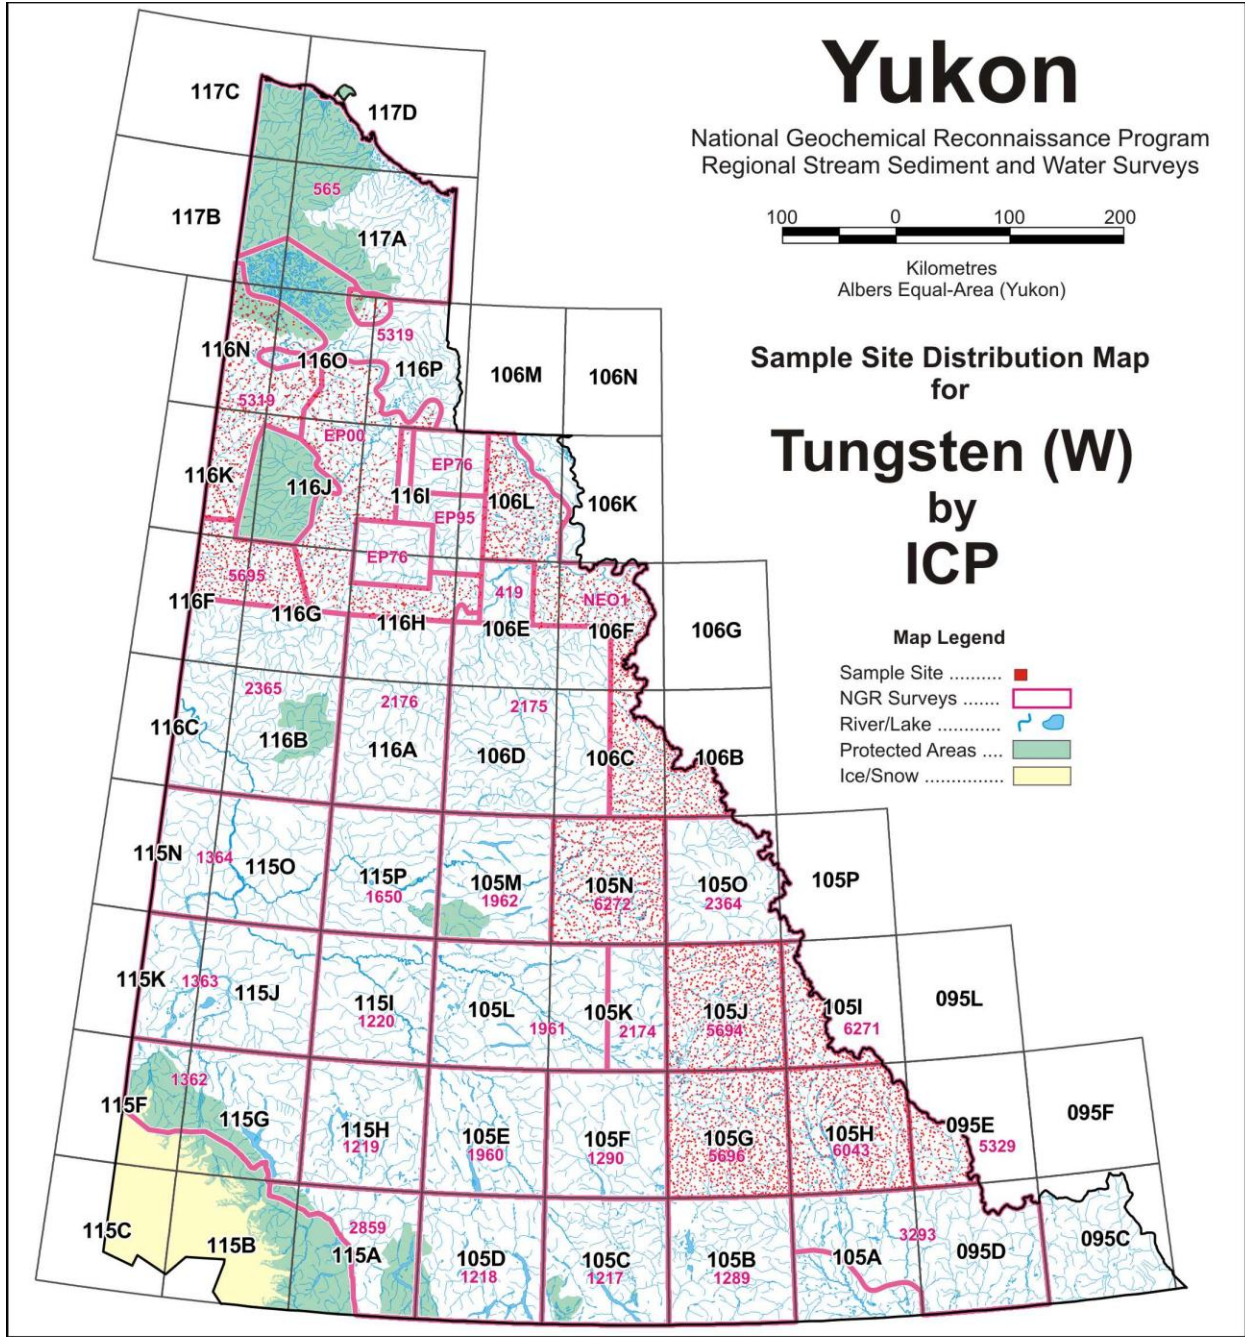 Yukon
National Geochemical Reconnaissance Program
Regional Stream Sediment and Water Surveys
100 0 100 200
Kilometres
Albers Equal-Area (Yukon)
Sample Site Distribution Map
for
Tungsten (W)
by
ICP
Map Legend
Sample Site ..........
NGR Surveys .......
River/Lake ............
Protected Areas ....
Ice/Snow ...............
117C
117D
565
117B
117A
5319
116N
116O
116P
106M
106N
5319
EP00
EP76
116K
116J
116I
106L
106K
EP95
EP76
5695
419
NEO1
116F
116G
116H
106E
106F
106G
2365
2176
2175
116C
116B
116A
106D
106C
106B
115N
1364
115O
115P
1650
105M
1962
105N
6272
105O
2364
105P
115K
1363
115J
115I
1220
105L
1961
105K
2174
105J
5694
105I
6271
095L
1362
115F
115G
115H
1219
105E
1960
105F
1290
105G
5696
105H
6043
095E
5329
095F
115C
115B
2859
115A
105D
1218
105C
1217
105B
1289
105A
3293
095D
095C